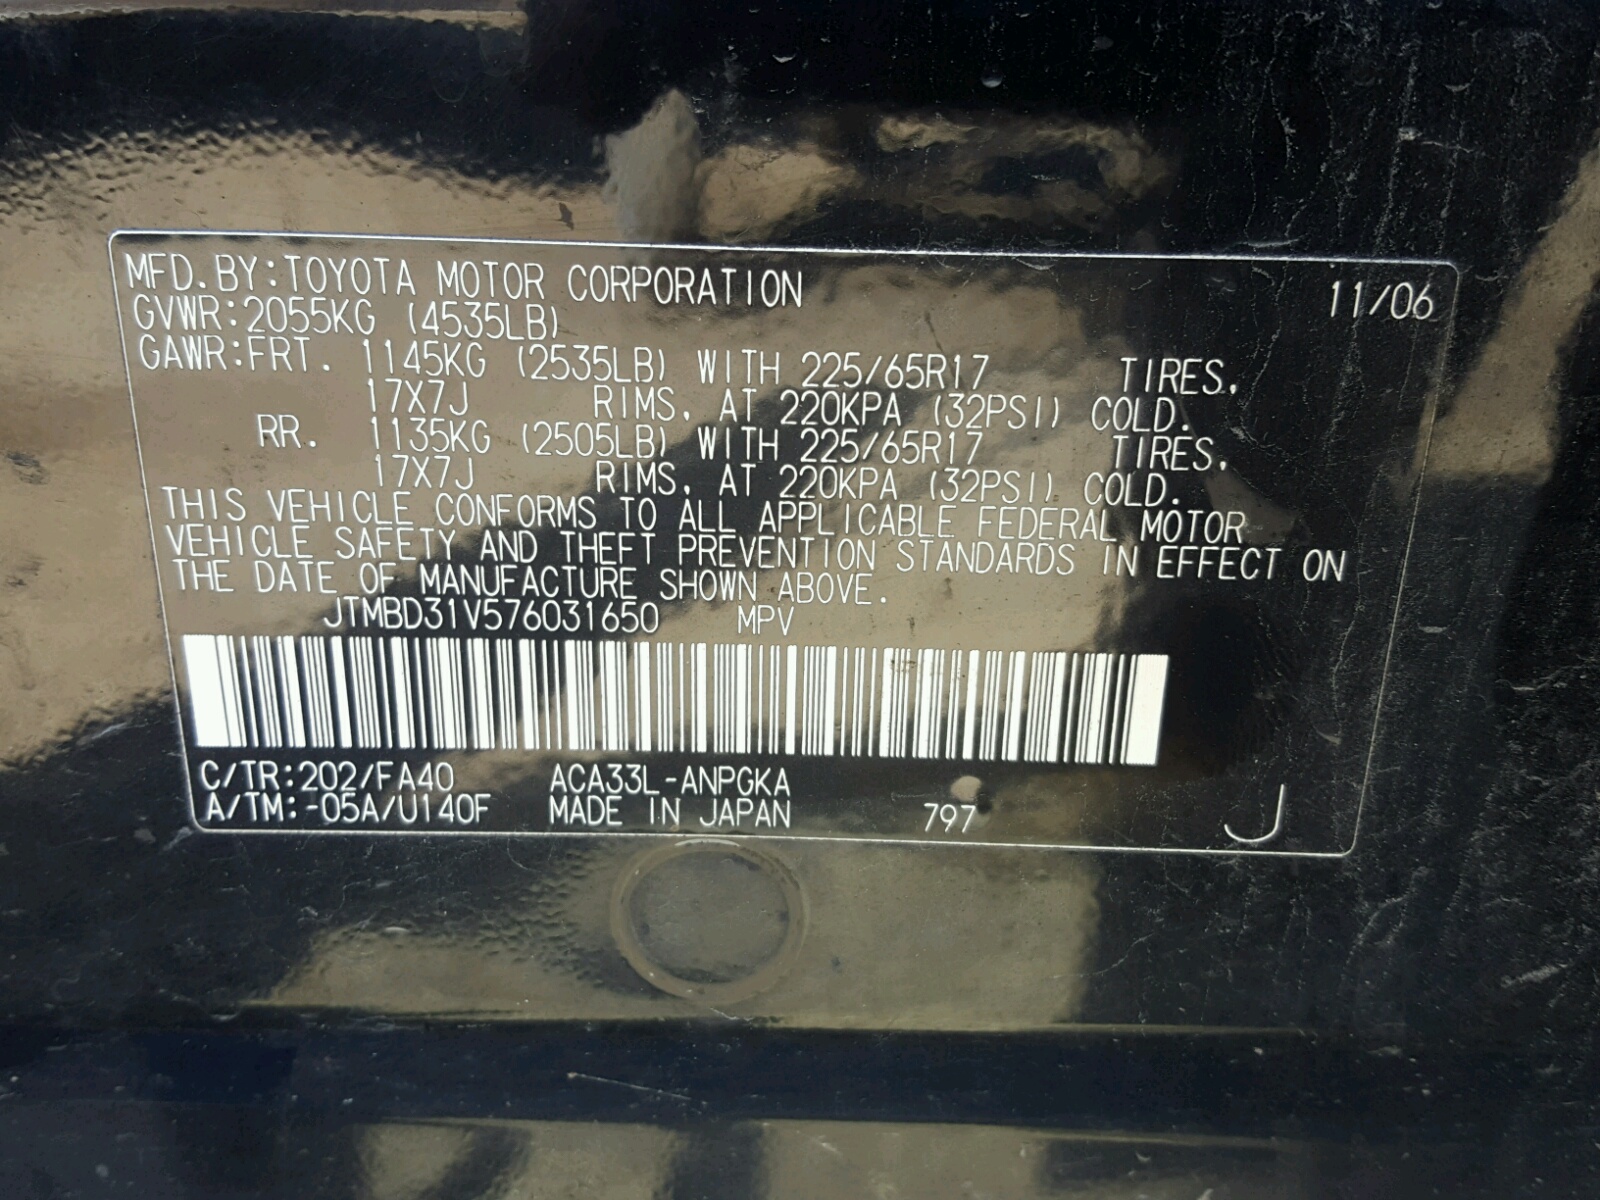 MFD.BY:TOYOTA MOTOR CORPORATION 11/06
GVWR:2055KG (4535LB)
GAWR:FRT. 1145KG (2535LB) WITH 225/65R17 TIRES,
17X7J RIMS, AT 220KPA (32PSI) COLD.
RR. 1135KG (2505LB) WITH 225/65R17 TIRES,
17X7J RIMS, AT 220KPA (32PSI) COLD.
THIS VEHICLE CONFORMS TO ALL APPLICABLE FEDERAL MOTOR
VEHICLE SAFETY AND THEFT PREVENTION STANDARDS IN EFFECT ON
THE DATE OF MANUFACTURE SHOWN ABOVE.
JTMBD31V576031650 MPV
C/TR:202/FA40 ACA33L-ANPGKA
A/TM:-05A/U140F MADE IN JAPAN 797 J